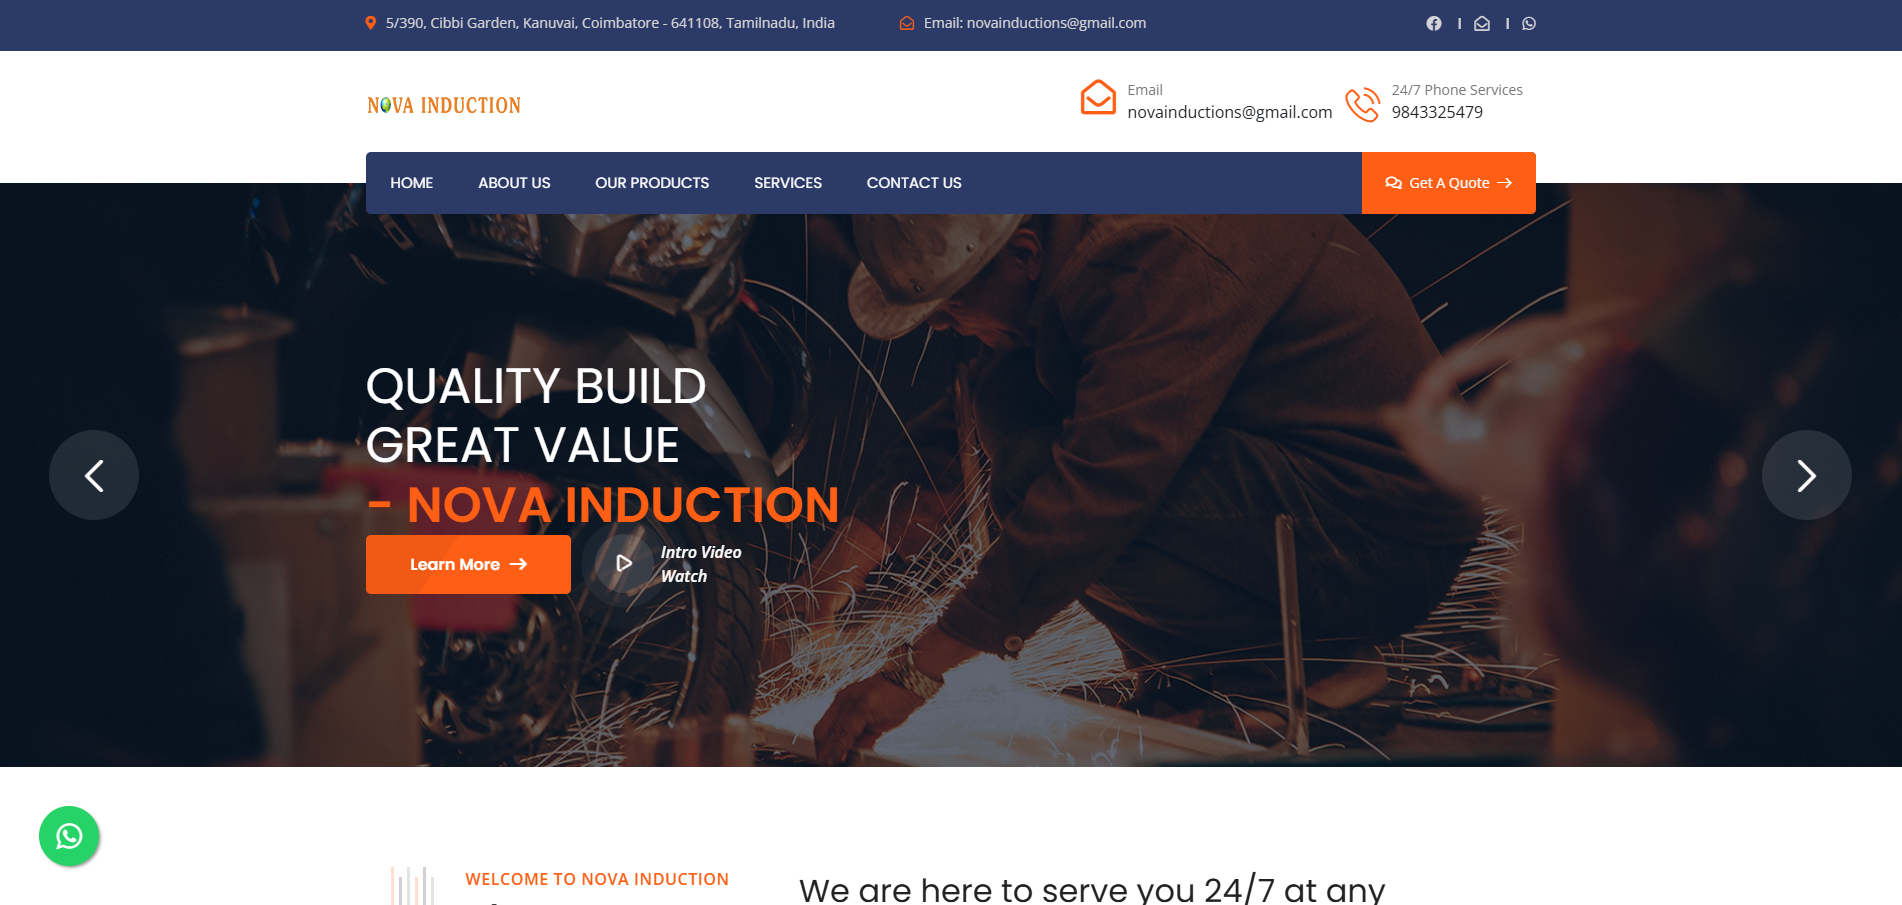 5/390, Cibbi Garden, Kanuvai, Coimbatore - 641108, Tamilnadu, India
Email: novainductions@gmail.com
NOVA INDUCTION
Email
novainductions@gmail.com
24/7 Phone Services
9843325479
HOME
ABOUT US
OUR PRODUCTS
SERVICES
CONTACT US
Get A Quote
QUALITY BUILD
GREAT VALUE
- NOVA INDUCTION
Learn More
Intro Video
Watch
WELCOME TO NOVA INDUCTION
We are here to serve you 24/7 at any